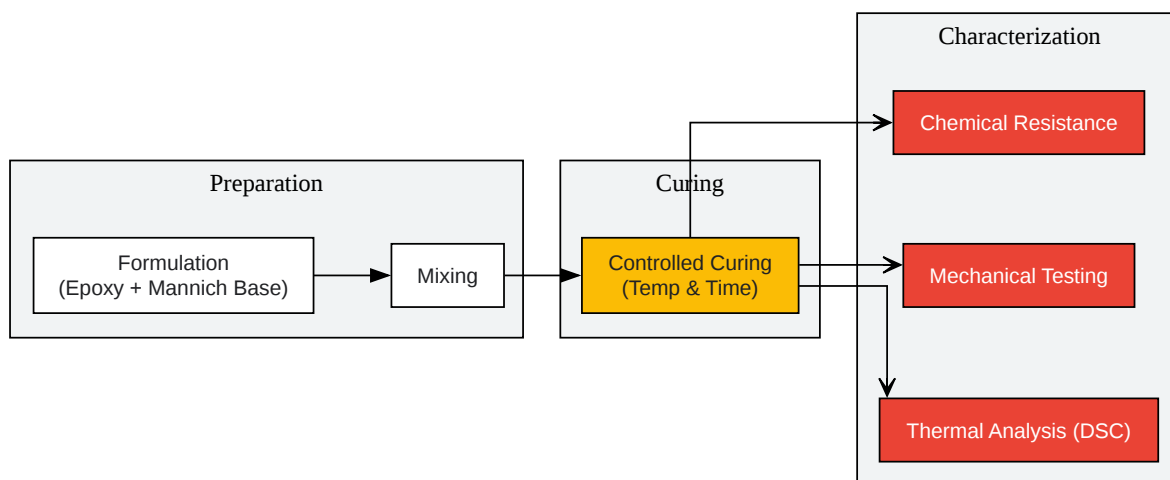 Preparation
Formulation
(Epoxy + Mannich Base)
Mixing
Curing
Controlled Curing
(Temp & Time)
Characterization
Chemical Resistance
Mechanical Testing
Thermal Analysis (DSC)